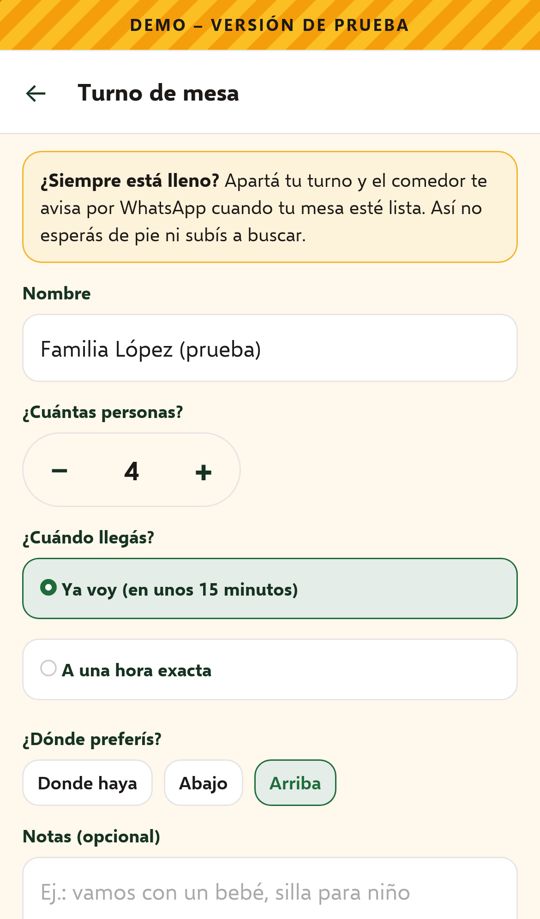 DEMO – VERSIÓN DE PRUEBA
← Turno de mesa
¿Siempre está lleno? Apartá tu turno y el comedor te
avisa por WhatsApp cuando tu mesa esté lista. Así no
esperás de pie ni subís a buscar.
Nombre
Familia López (prueba)
¿Cuántas personas?
− 4 +
¿Cuándo llegás?
Ya voy (en unos 15 minutos)
A una hora exacta
¿Dónde preferís?
Donde haya Abajo Arriba
Notas (opcional)
Ej.: vamos con un bebé, silla para niño